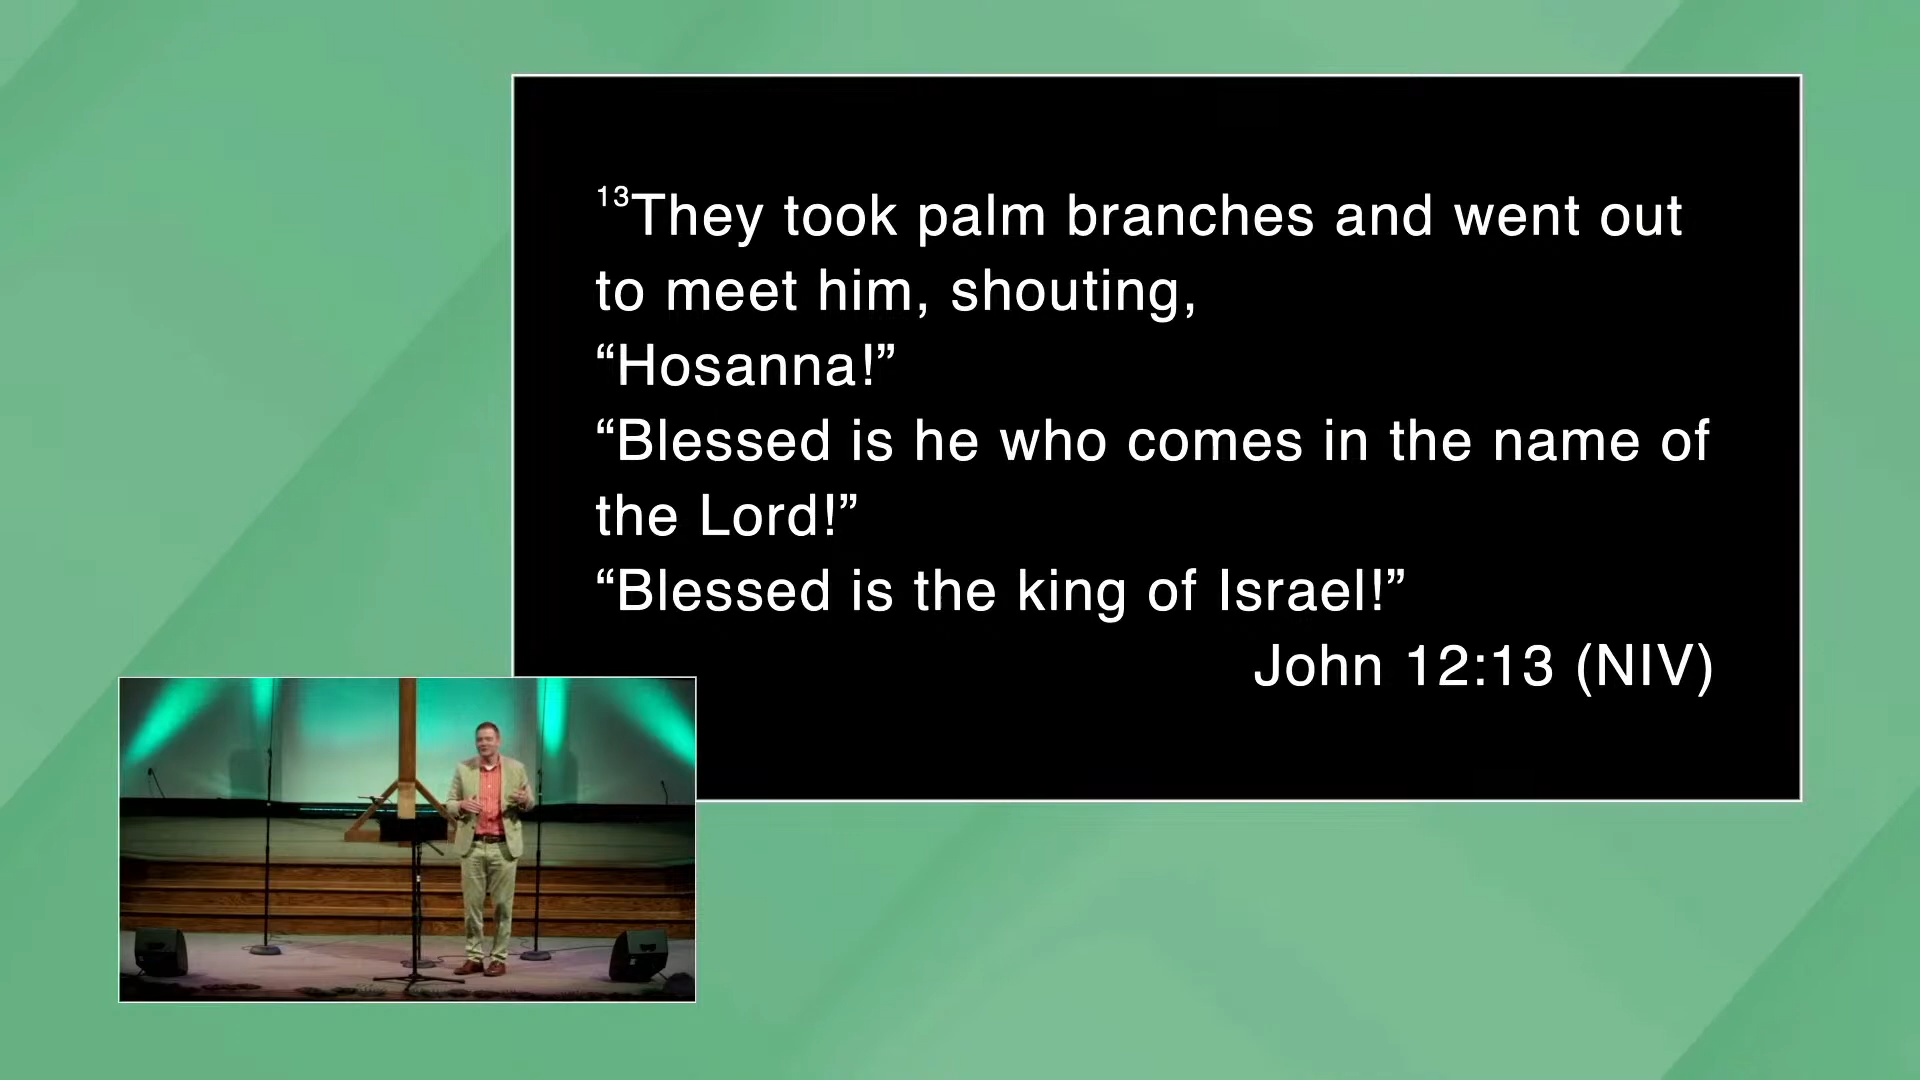 ¹³They took palm branches and went out
to meet him, shouting,
“Hosanna!”
“Blessed is he who comes in the name of
the Lord!”
“Blessed is the king of Israel!”
John 12:13 (NIV)